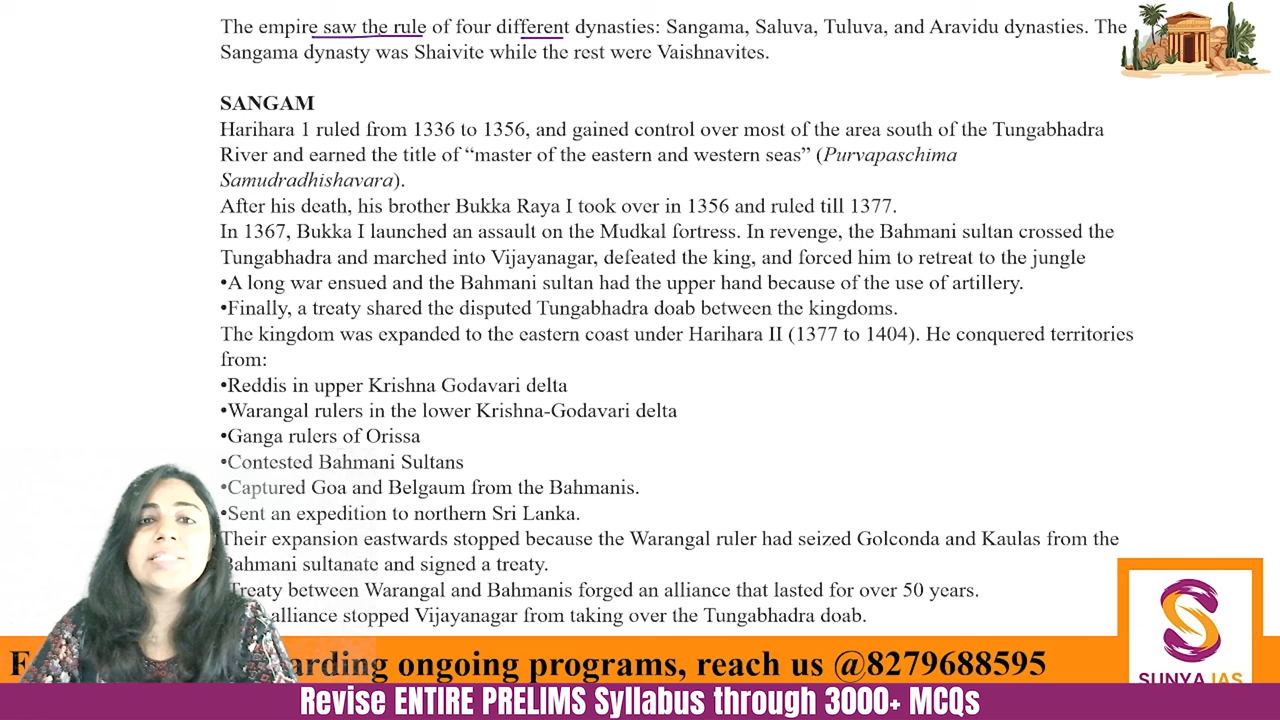 The empire saw the rule of four different dynasties: Sangama, Saluva, Tuluva, and Aravidu dynasties. The
Sangama dynasty was Shaivite while the rest were Vaishnavites.
SANGAM
Harihara 1 ruled from 1336 to 1356, and gained control over most of the area south of the Tungabhadra
River and earned the title of “master of the eastern and western seas” (Purvapaschima
Samudradhishavara).
After his death, his brother Bukka Raya I took over in 1356 and ruled till 1377.
In 1367, Bukka I launched an assault on the Mudkal fortress. In revenge, the Bahmani sultan crossed the
Tungabhadra and marched into Vijayanagar, defeated the king, and forced him to retreat to the jungle
•A long war ensued and the Bahmani sultan had the upper hand because of the use of artillery.
•Finally, a treaty shared the disputed Tungabhadra doab between the kingdoms.
The kingdom was expanded to the eastern coast under Harihara II (1377 to 1404). He conquered territories
from:
•Reddis in upper Krishna Godavari delta
•Warangal rulers in the lower Krishna-Godavari delta
•Ganga rulers of Orissa
•Contested Bahmani Sultans
•Captured Goa and Belgaum from the Bahmanis.
•Sent an expedition to northern Sri Lanka.
Their expansion eastwards stopped because the Warangal ruler had seized Golconda and Kaulas from the
Bahmani sultanate and signed a treaty.
Treaty between Warangal and Bahmanis forged an alliance that lasted for over 50 years.
alliance stopped Vijayanagar from taking over the Tungabhadra doab.
ongoing programs, reach us @8279688595
SUNYA IAS
Revise ENTIRE PRELIMS Syllabus through 3000+ MCQs